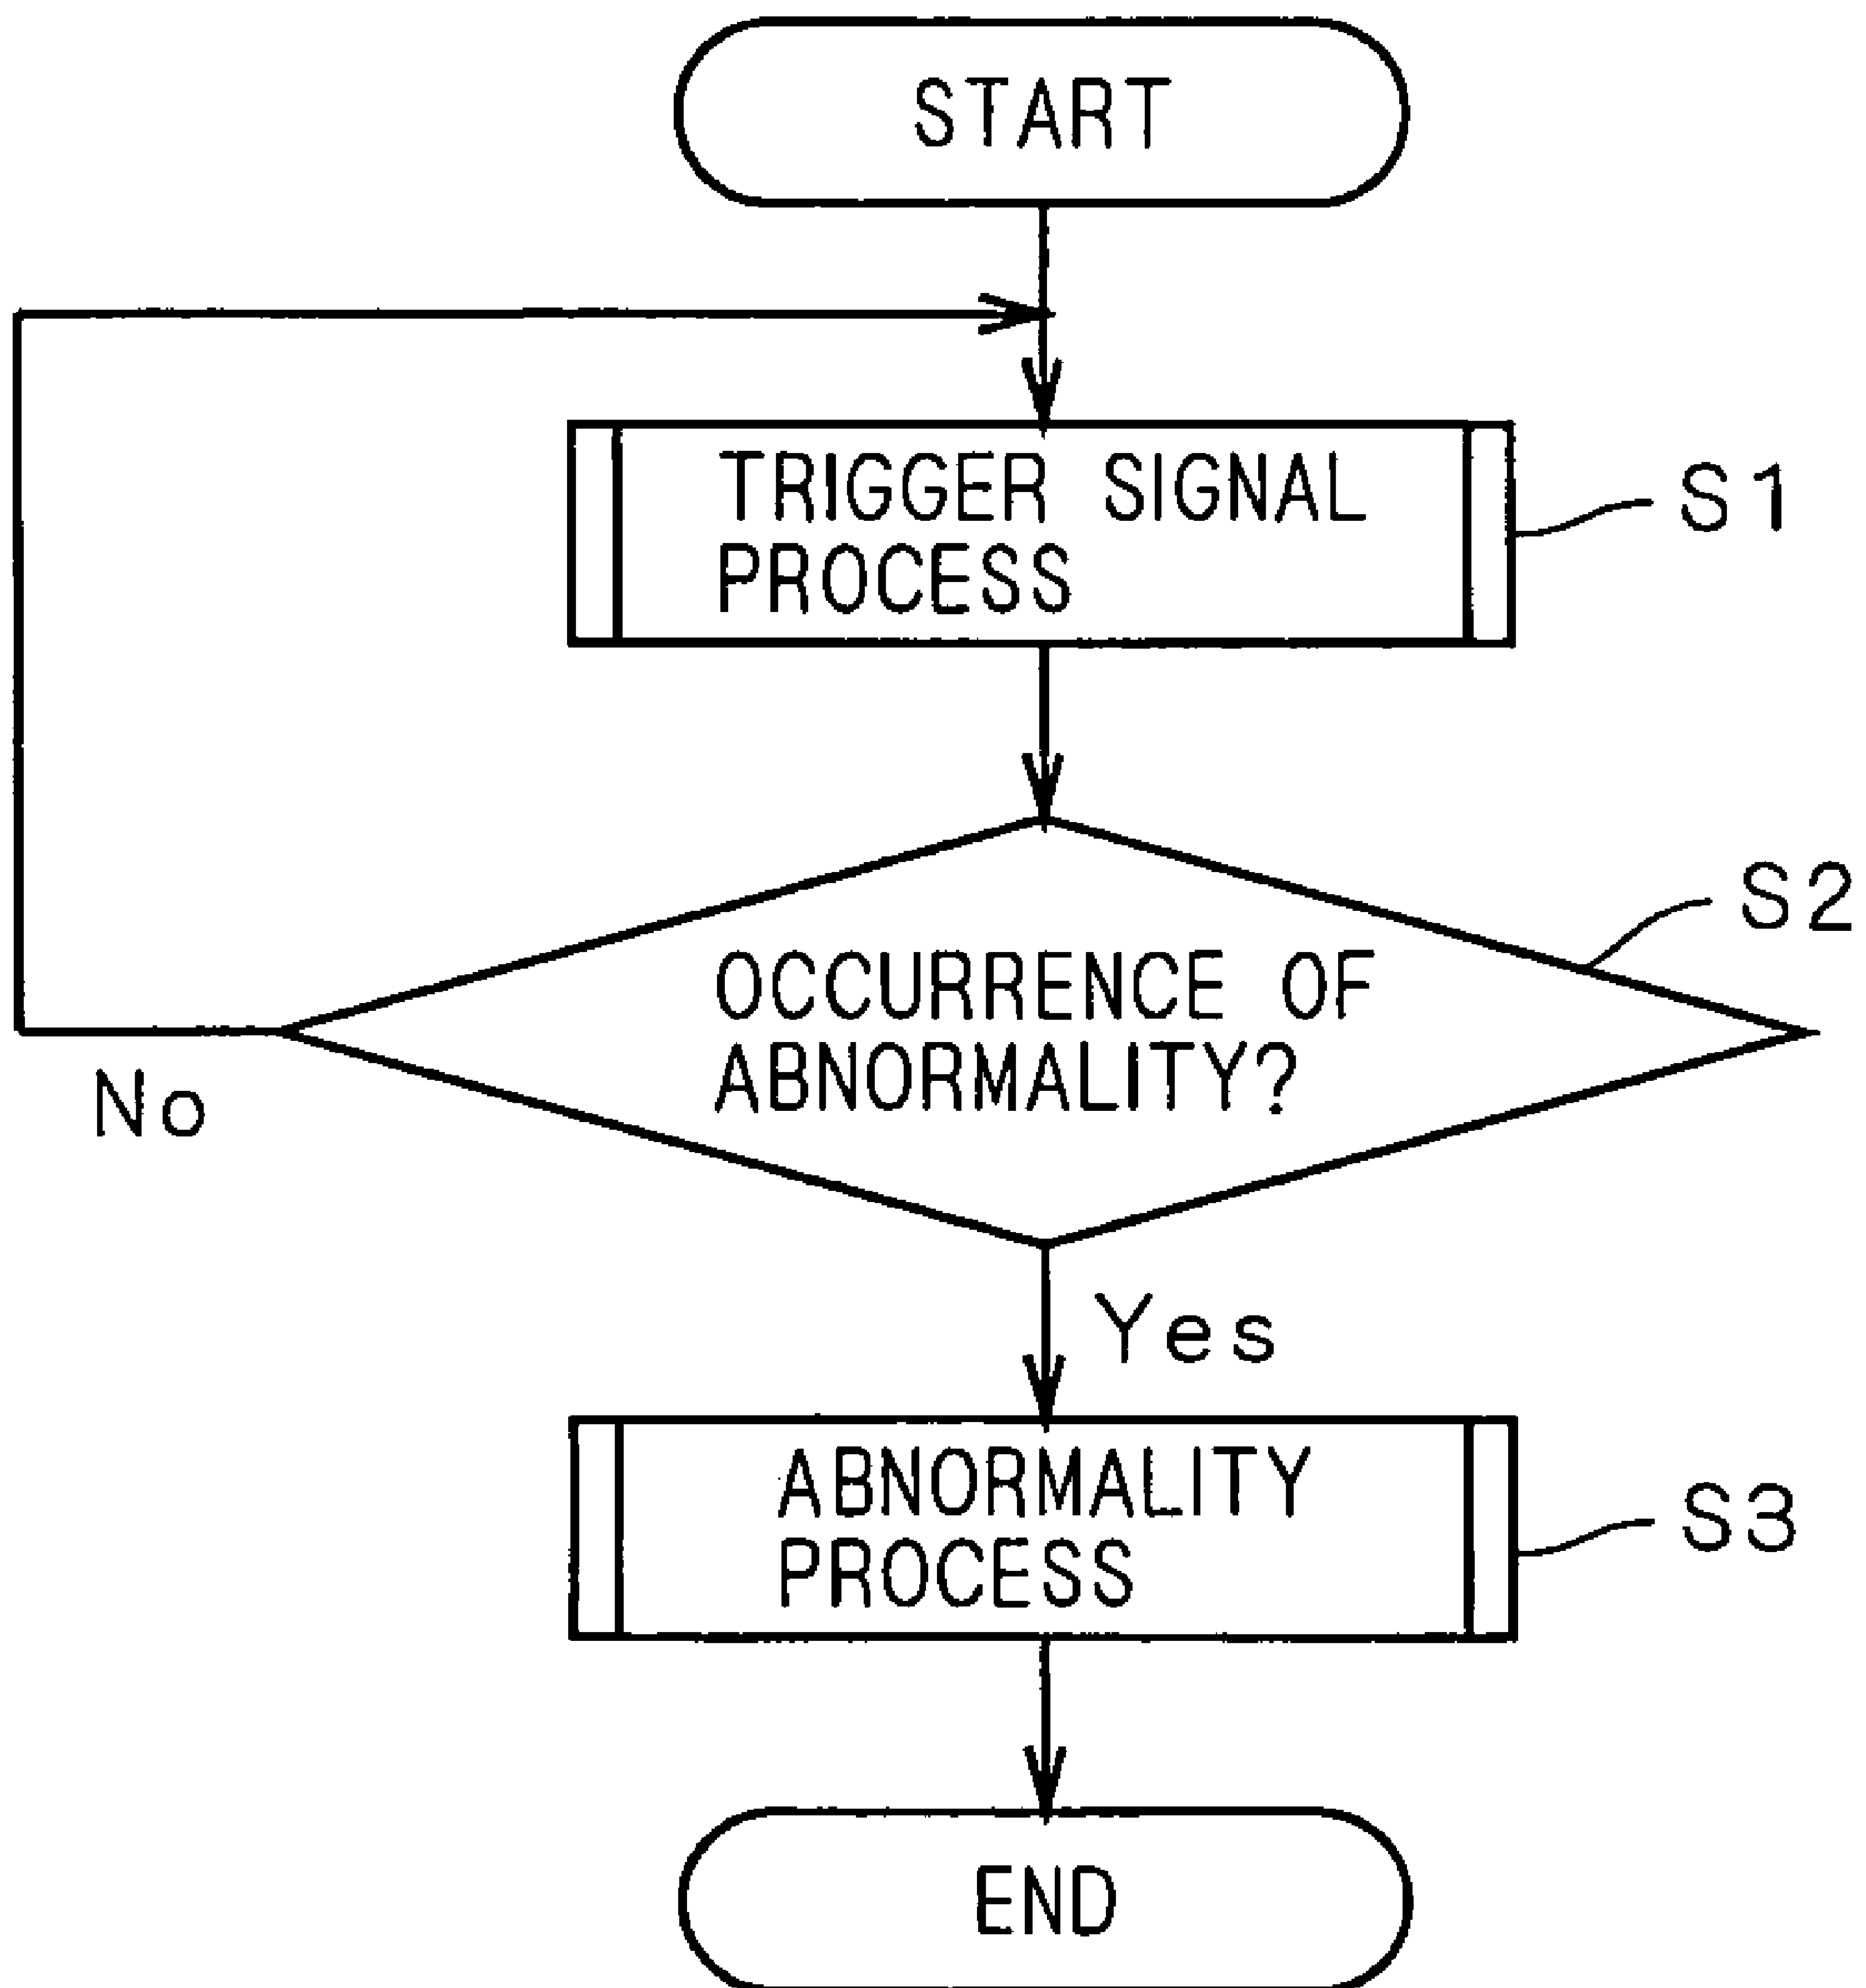 START
TRIGGER SIGNAL
PROCESS
S1
S2
OCCURRENCE OF
ABNORMALITY?
No
Yes
ABNORMALITY
PROCESS
S3
END